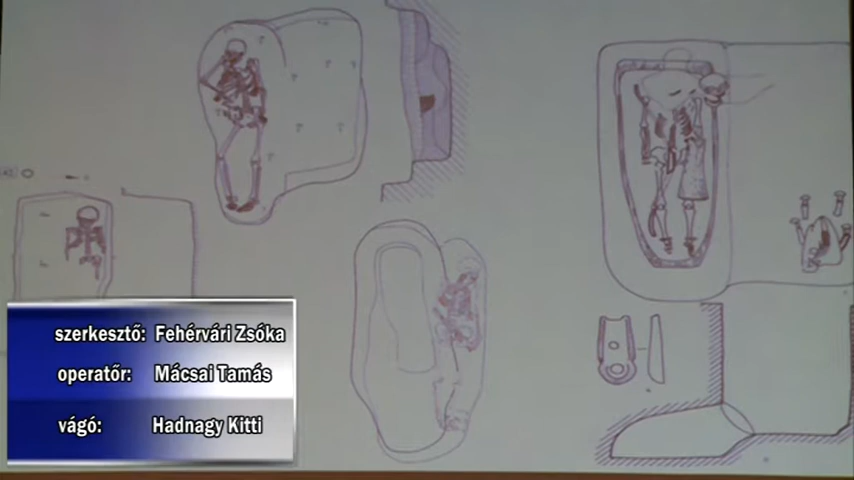 szerkesztő: Fehérvári Zsóka
operatőr: Mácsai Tamás
vágó: Hadnagy Kitti